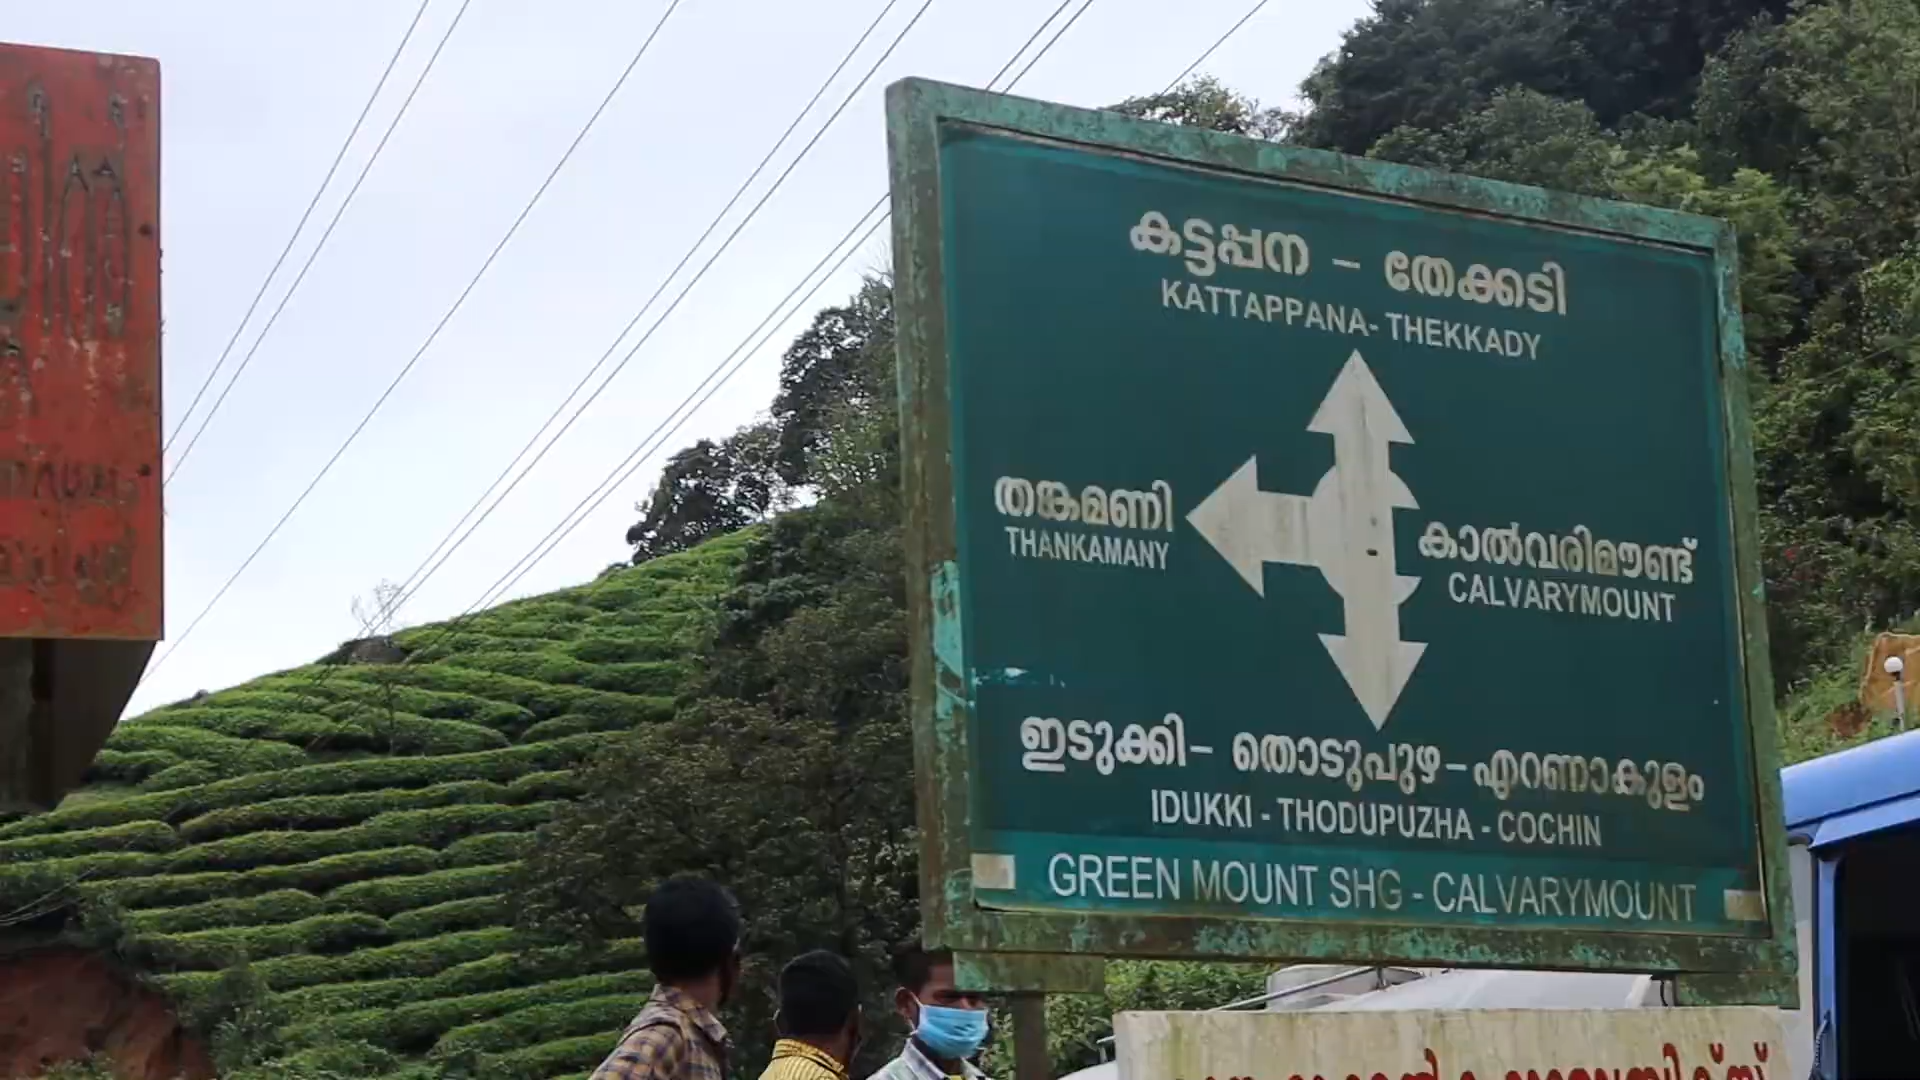 കട്ടപ്പന – തേക്കടി
KATTAPPANA- THEKKADY
തങ്കമണി
THANKAMANY
കാൽവരിമൗണ്ട്
CALVARYMOUNT
ഇടുക്കി– തൊടുപുഴ –എറണാകുളം
IDUKKI - THODUPUZHA - COCHIN
GREEN MOUNT SHG - CALVARYMOUNT